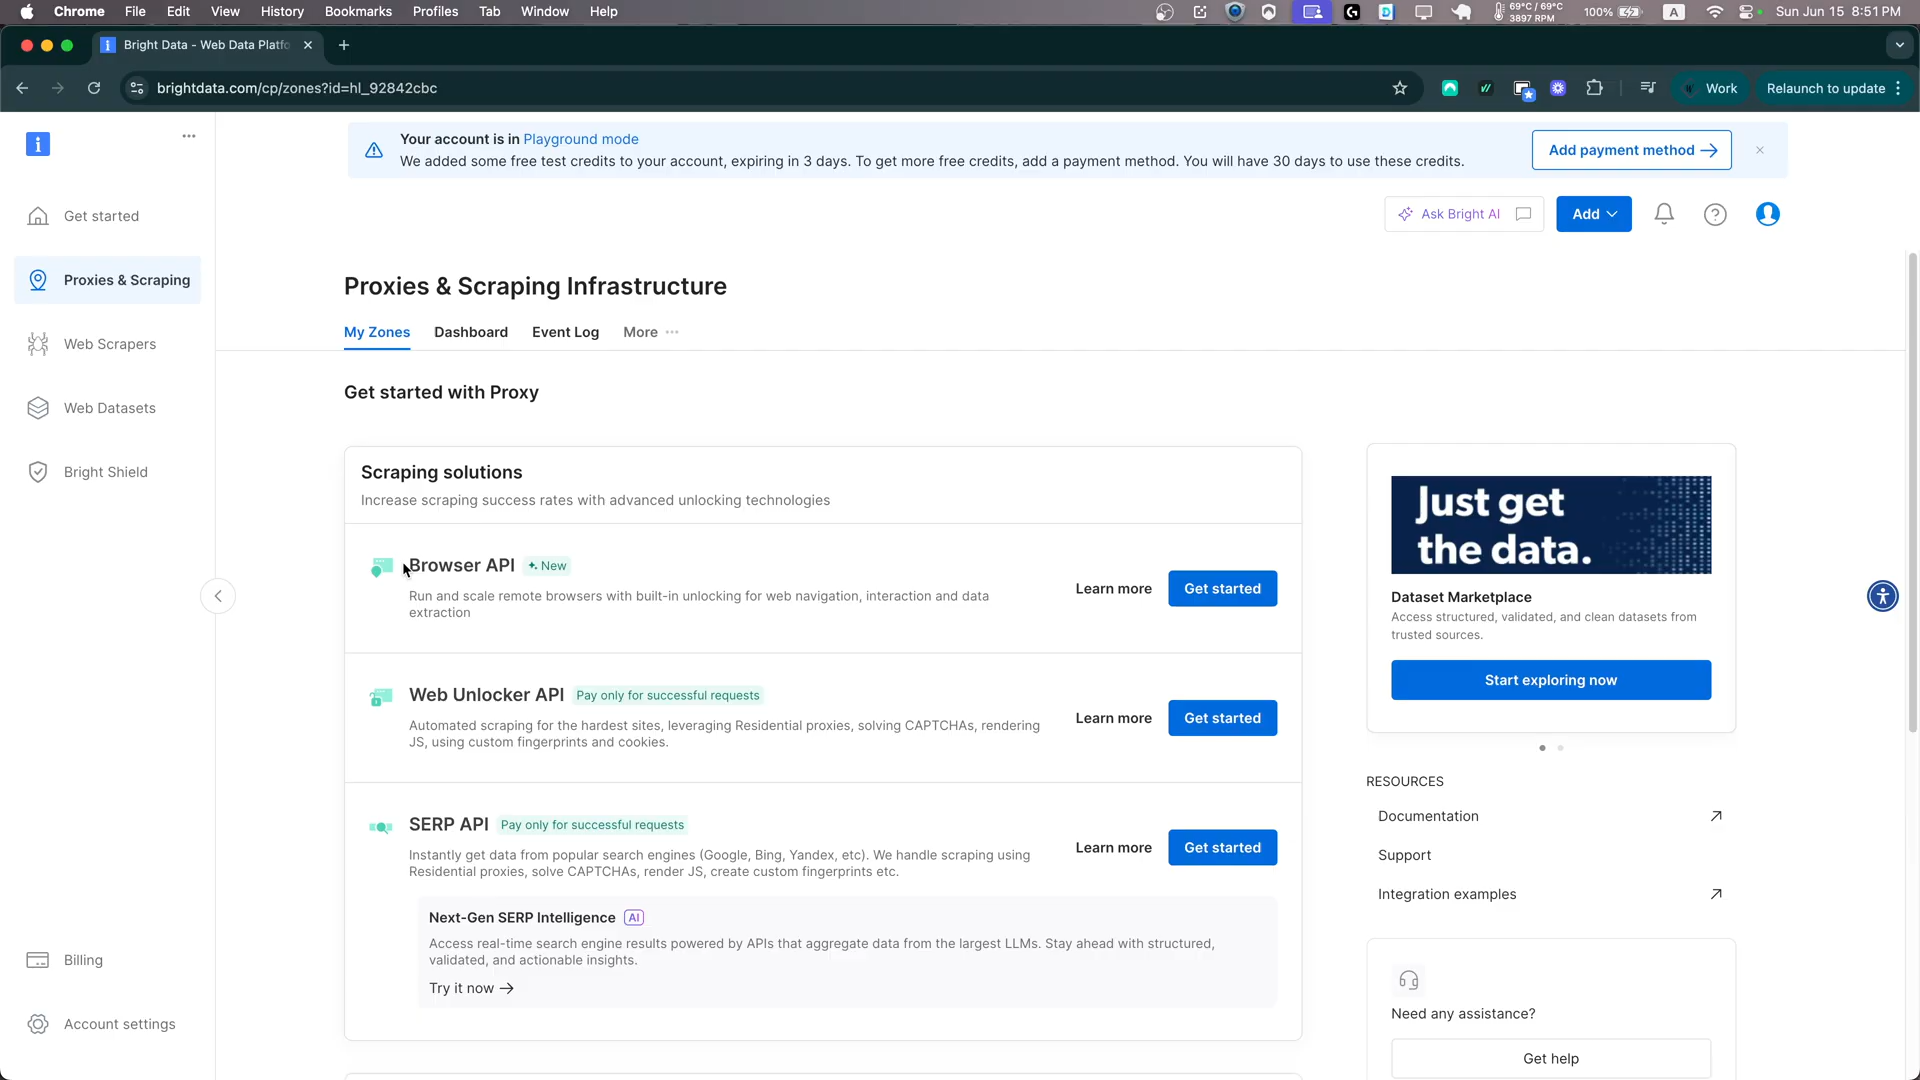 Chrome File Edit View History Bookmarks Profiles Tab Window Help
69°C / 69°C
3897 RPM
100%
A
Sun Jun 15 8:51 PM
Bright Data - Web Data Platfo
brightdata.com/cp/zones?id=hl_92842cbc
Work
Relaunch to update
Your account is in Playground mode
We added some free test credits to your account, expiring in 3 days. To get more free credits, add a payment method. You will have 30 days to use these credits.
Add payment method
Get started
Proxies & Scraping
Web Scrapers
Web Datasets
Bright Shield
Billing
Account settings
Ask Bright AI
Add
Proxies & Scraping Infrastructure
My Zones Dashboard Event Log More
Get started with Proxy
Scraping solutions
Increase scraping success rates with advanced unlocking technologies
Browser API New
Run and scale remote browsers with built-in unlocking for web navigation, interaction and data
extraction
Learn more Get started
Web Unlocker API Pay only for successful requests
Automated scraping for the hardest sites, leveraging Residential proxies, solving CAPTCHAs, rendering
JS, using custom fingerprints and cookies.
Learn more Get started
SERP API Pay only for successful requests
Instantly get data from popular search engines (Google, Bing, Yandex, etc). We handle scraping using
Residential proxies, solve CAPTCHAs, render JS, create custom fingerprints etc.
Learn more Get started
Next-Gen SERP Intelligence AI
Access real-time search engine results powered by APIs that aggregate data from the largest LLMs. Stay ahead with structured,
validated, and actionable insights.
Try it now
Just get
the data.
Dataset Marketplace
Access structured, validated, and clean datasets from
trusted sources.
Start exploring now
RESOURCES
Documentation
Support
Integration examples
Need any assistance?
Get help